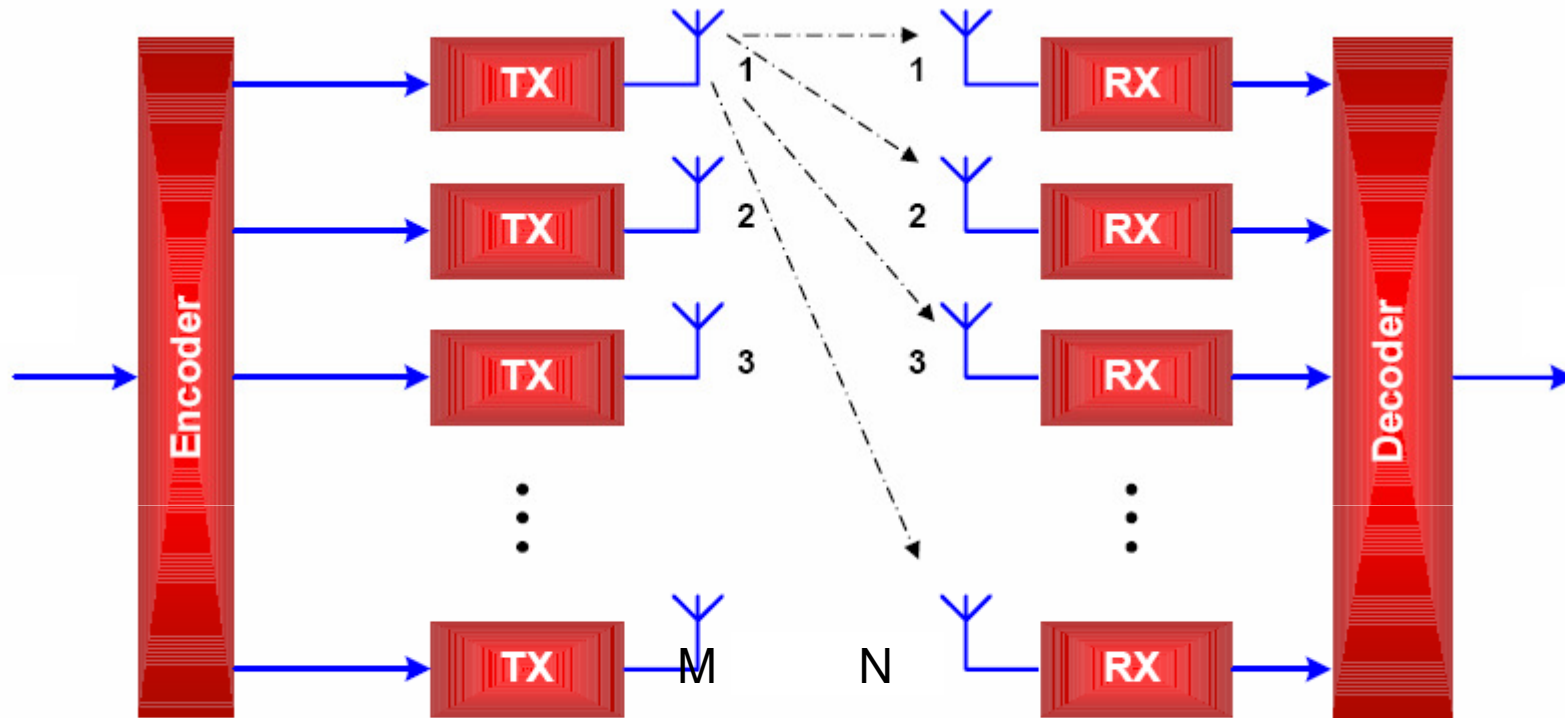 TX 1 1 RX
TX 2 2 RX
Encoder
TX 3 3 RX
Decoder
TX M N RX